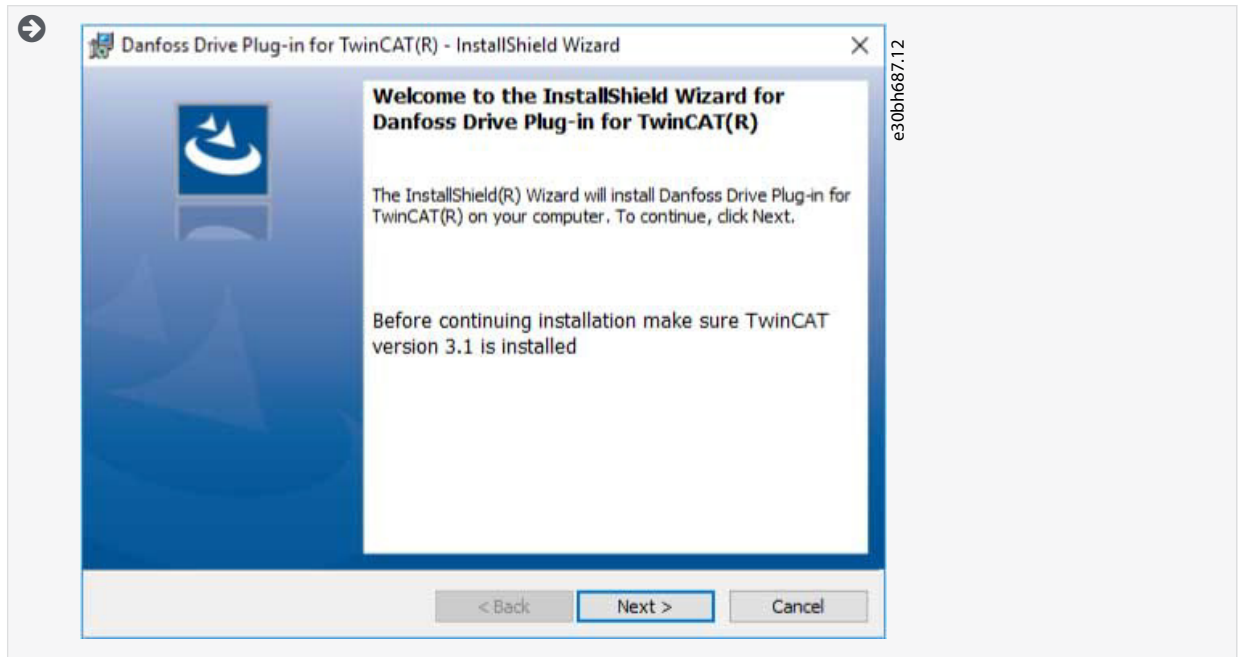 Danfoss Drive Plug-in for TwinCAT(R) - InstallShield Wizard
e30bh687.12
Welcome to the InstallShield Wizard for
Danfoss Drive Plug-in for TwinCAT(R)
The InstallShield(R) Wizard will install Danfoss Drive Plug-in for
TwinCAT(R) on your computer. To continue, click Next.
Before continuing installation make sure TwinCAT
version 3.1 is installed
< Back Next > Cancel